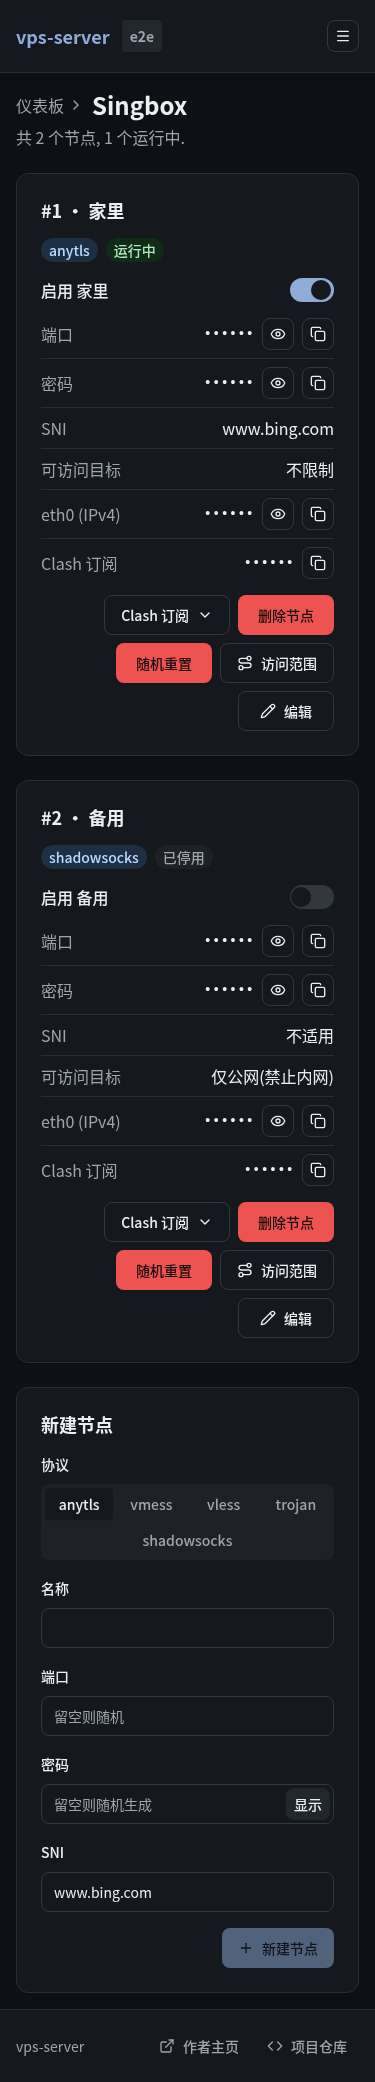 vps-server e2e
仪表板 > Singbox
共 2 个节点, 1 个运行中.
#1 • 家里
anytls 运行中
启用 家里
端口 ••••••
密码 ••••••
SNI www.bing.com
可访问目标 不限制
eth0 (IPv4) ••••••
Clash 订阅 ••••••
Clash 订阅 删除节点
随机重置 访问范围
编辑
#2 • 备用
shadowsocks 已停用
启用 备用
端口 ••••••
密码 ••••••
SNI 不适用
可访问目标 仅公网(禁止内网)
eth0 (IPv4) ••••••
Clash 订阅 ••••••
Clash 订阅 删除节点
随机重置 访问范围
编辑
新建节点
协议
anytls vmess vless trojan
shadowsocks
名称
端口
留空则随机
密码
留空则随机生成 显示
SNI
www.bing.com
新建节点
vps-server 作者主页 项目仓库